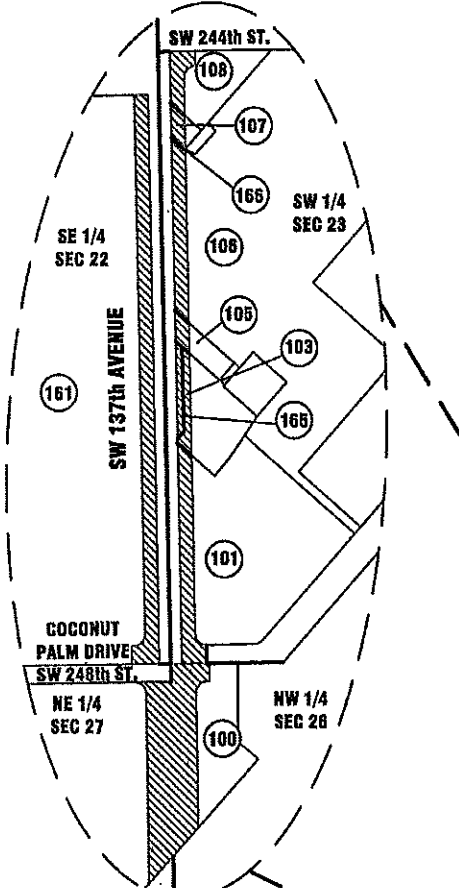 SW 244th ST.
108
107
166
SW 1/4
SEC 23
SE 1/4
SEC 22
106
105
103
SW 137th AVENUE
161
165
101
COCONUT
PALM DRIVE
SW 248th ST.
NE 1/4
SEC 27
NW 1/4
SEC 26
100